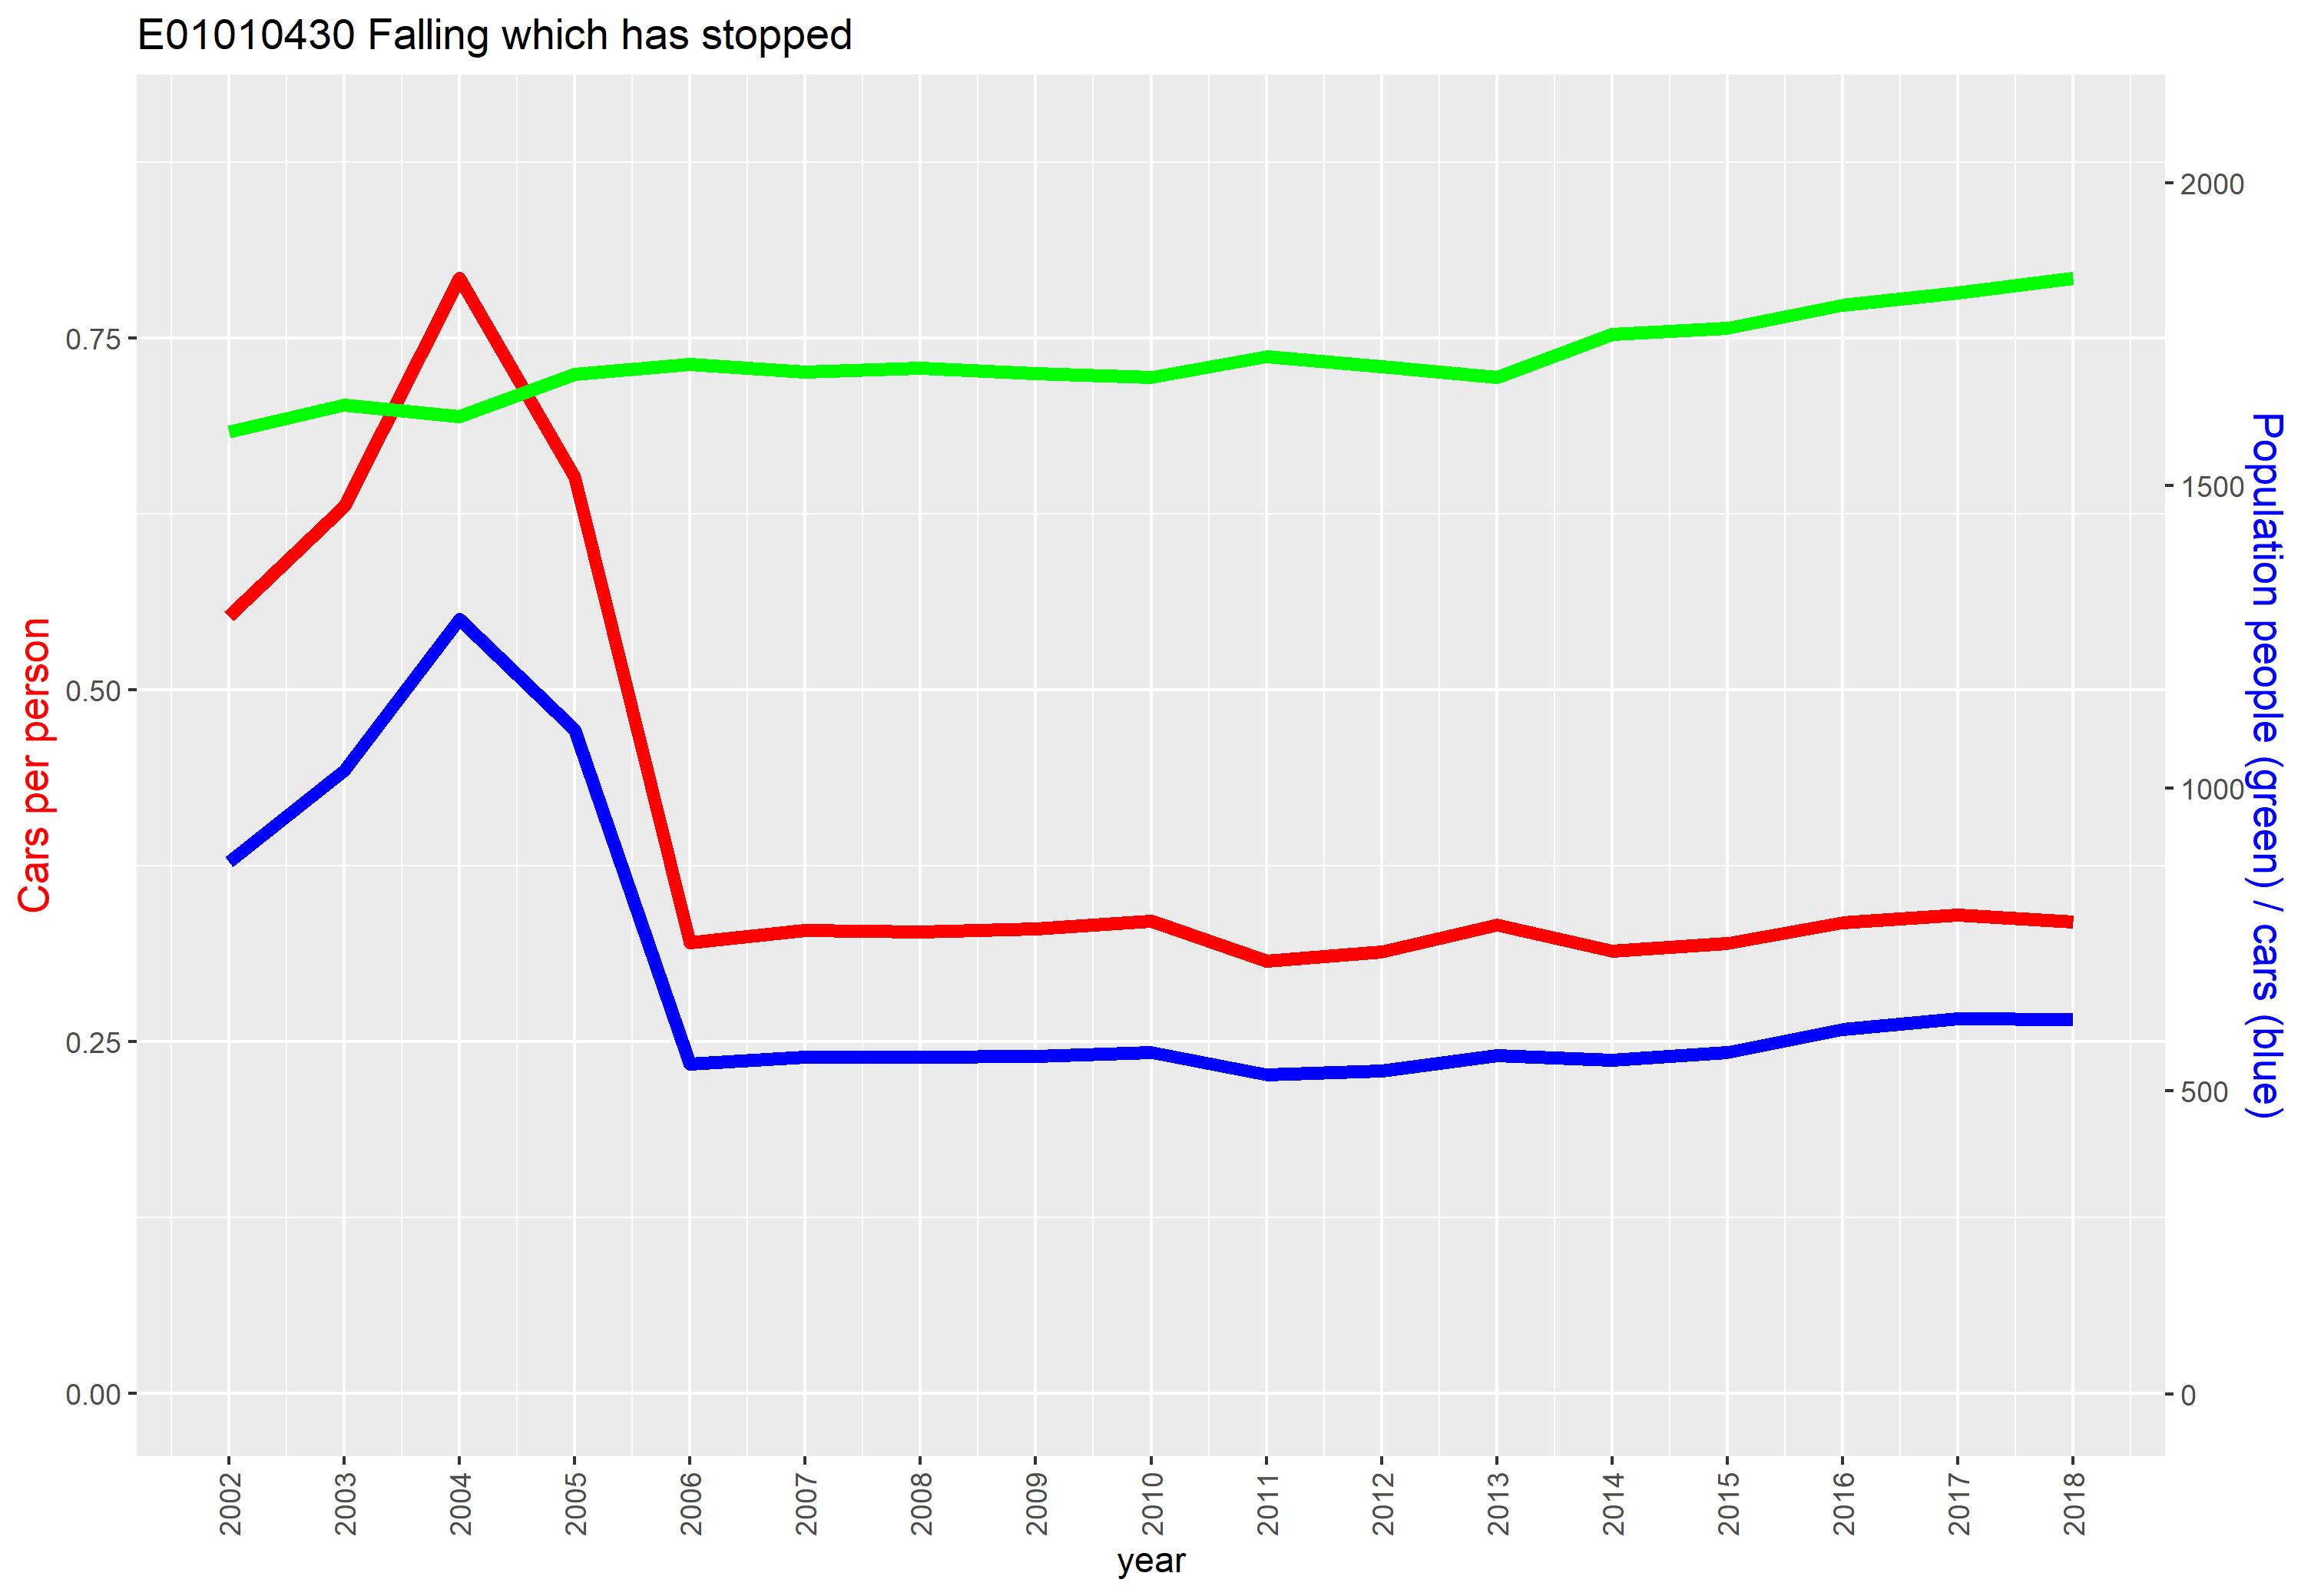 E01010430 Falling which has stopped
Cars per person
0.75
0.50
0.25
0.00
2000
1500
1000
500
0
Population people (green) / cars (blue)
2002 2003 2004 2005 2006 2007 2008 2009 2010 2011 2012 2013 2014 2015 2016 2017 2018
year